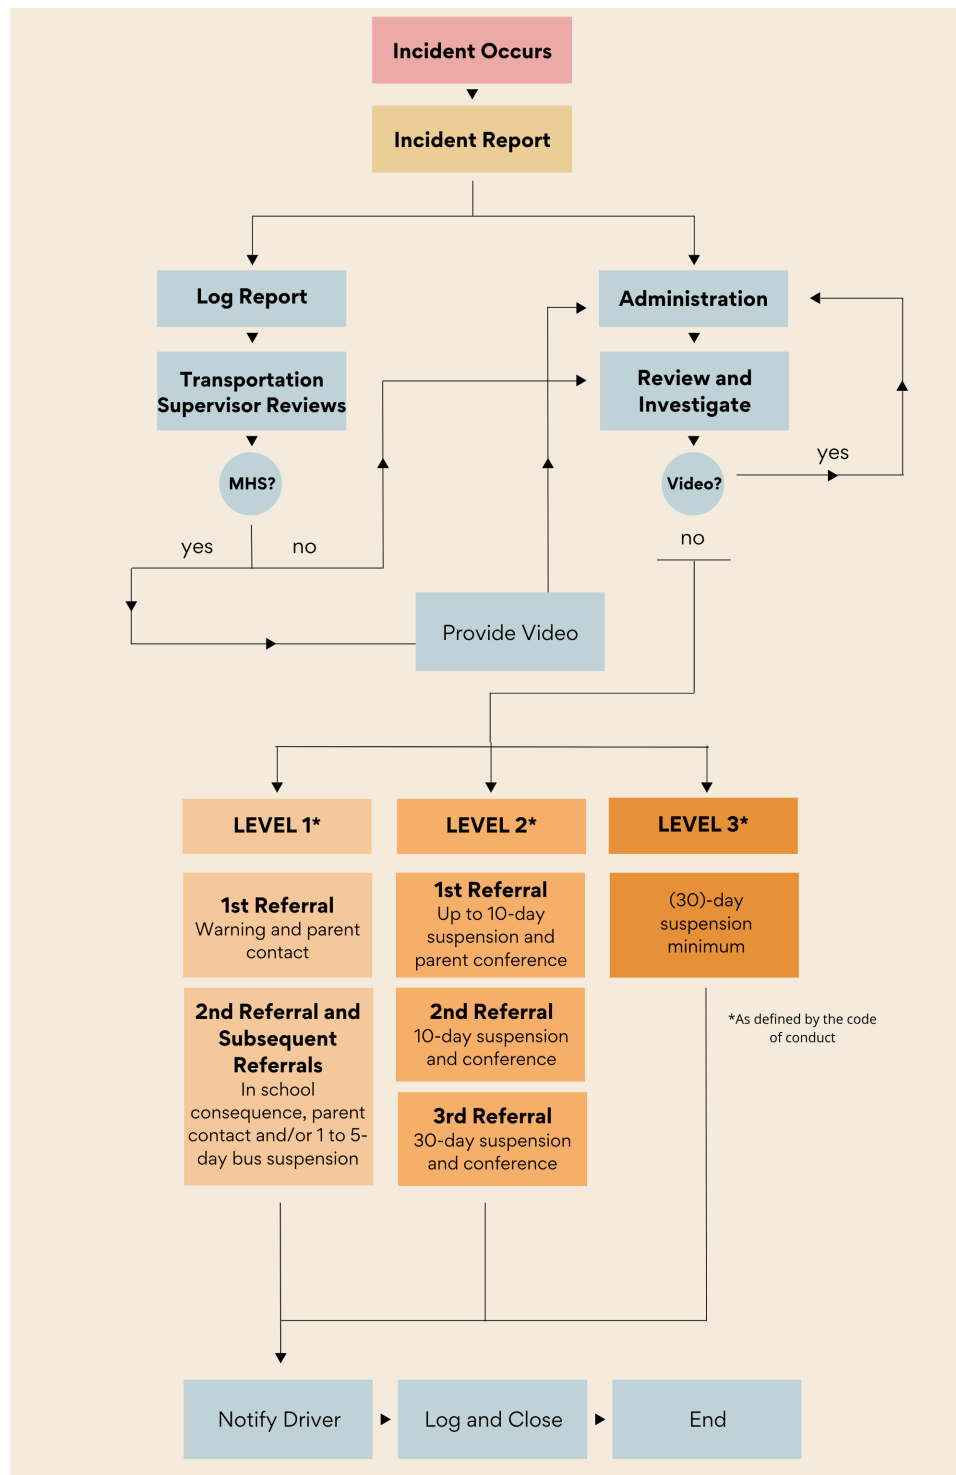 Incident Occurs
Incident Report
Log Report
Administration
Transportation
Supervisor Reviews
Review and
Investigate
MHS?
Video?
yes
yes
no
no
Provide Video
LEVEL 1*
LEVEL 2*
LEVEL 3*
1st Referral
Warning and parent
contact
2nd Referral and
Subsequent
Referrals
In school
consequence, parent
contact and/or 1 to 5-
day bus suspension
1st Referral
Up to 10-day
suspension and
parent conference
2nd Referral
10-day suspension
and conference
3rd Referral
30-day suspension
and conference
(30)-day
suspension
minimum
*As defined by the code
of conduct
Notify Driver
Log and Close
End